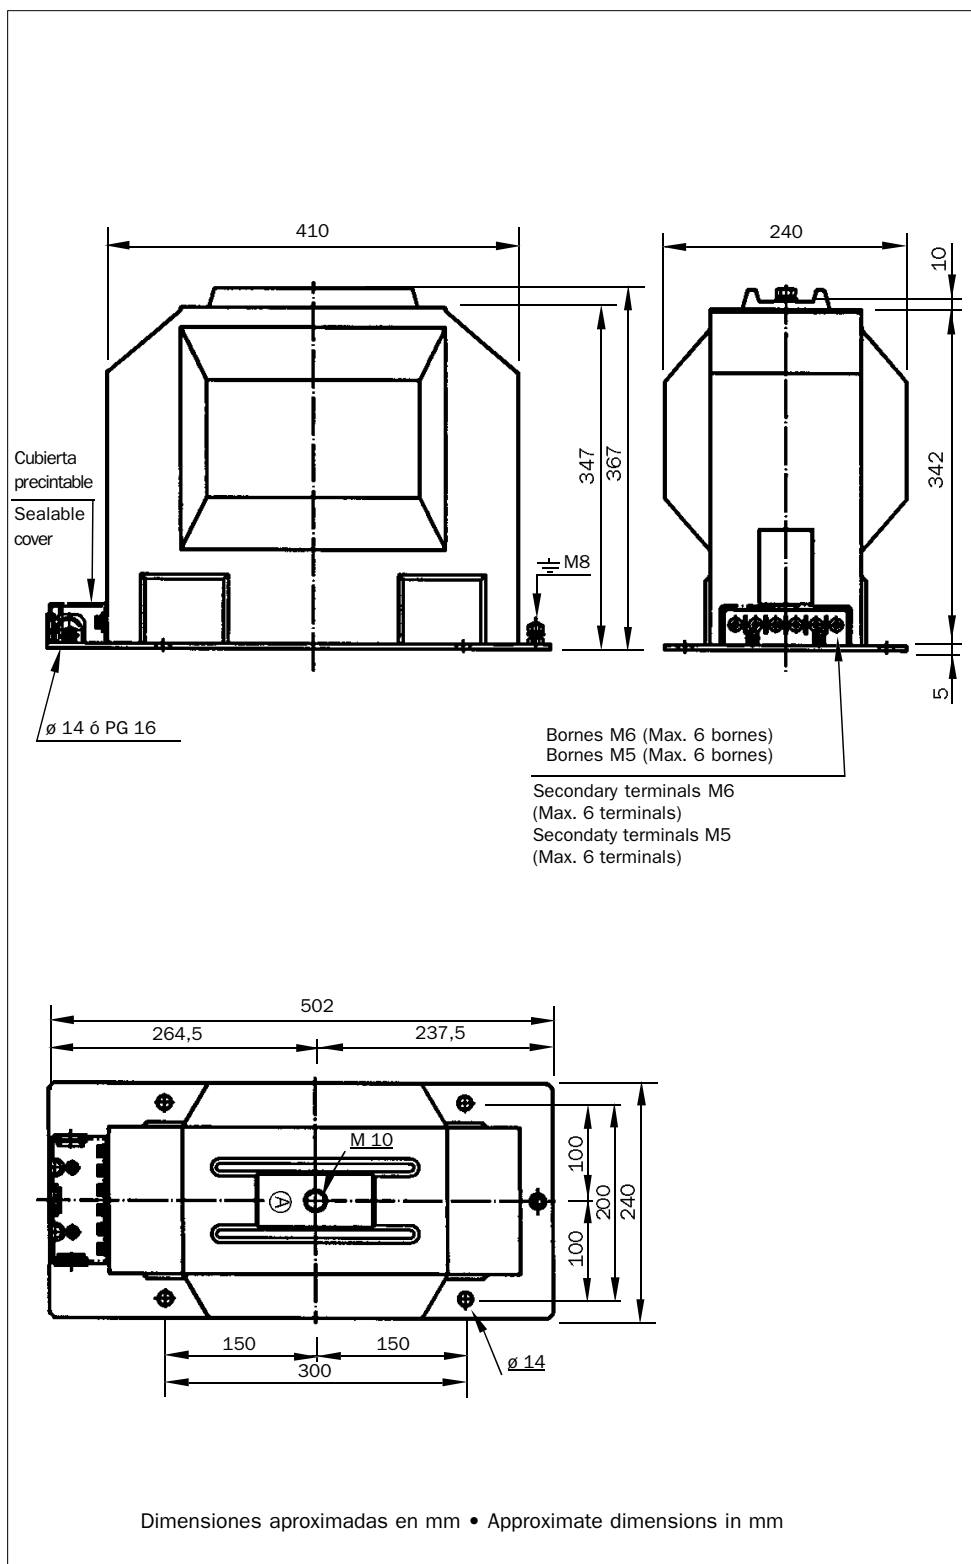 410
240
10
347
367
342
Cubierta
precintable
Sealable
cover
M8
5
ø 14 ó PG 16
Bornes M6 (Max. 6 bornes)
Bornes M5 (Max. 6 bornes)
Secondary terminals M6
(Max. 6 terminals)
Secondaty terminals M5
(Max. 6 terminals)
502
264,5
237,5
M 10
A
100
200
240
100
150
150
300
ø 14
Dimensiones aproximadas en mm • Approximate dimensions in mm